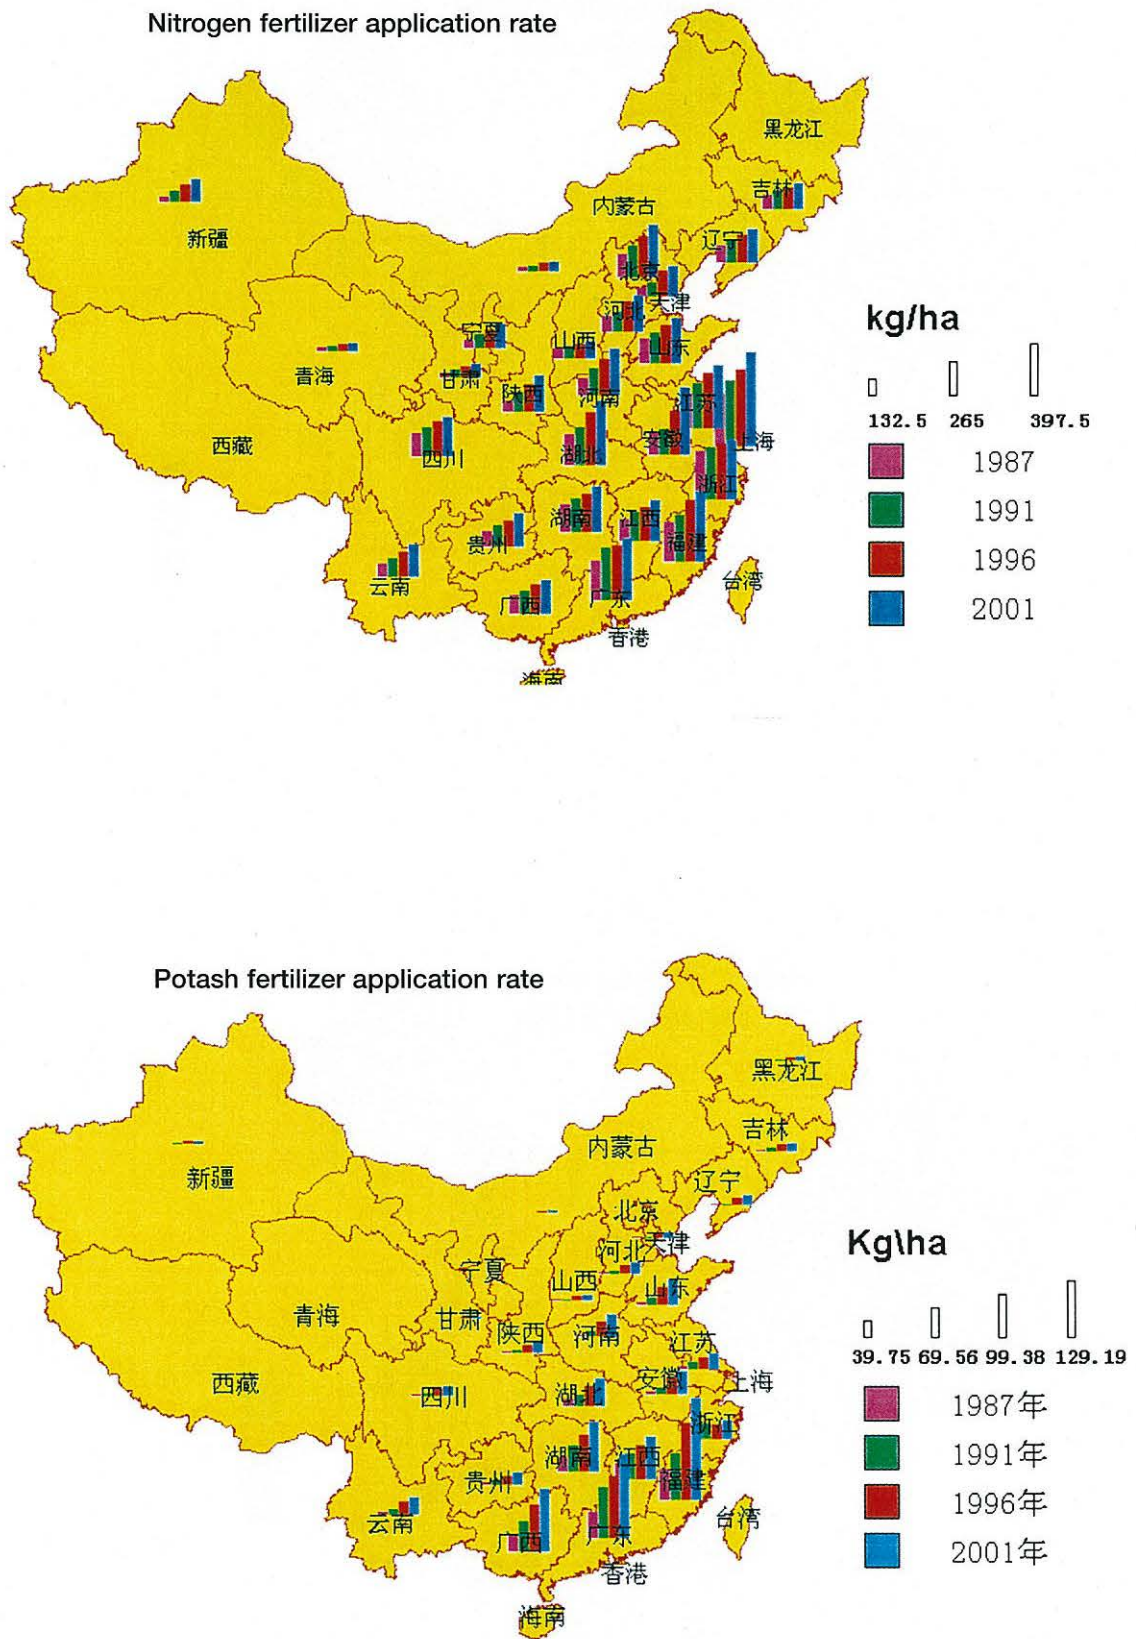 Nitrogen fertilizer application rate
黑龙江
吉林
内蒙古
辽宁
新疆
北京
天津
河北
宁夏
山西
山东
青海
甘肃
陕西
河南
江苏
西藏
四川
湖北
安徽
上海
浙江
湖南
江西
贵州
福建
云南
广西
广东
台湾
香港
海南
kg/ha
132.5 265 397.5
1987
1991
1996
2001
Potash fertilizer application rate
黑龙江
吉林
内蒙古
辽宁
新疆
北京
天津
河北
宁夏
山西
山东
青海
甘肃
陕西
河南
江苏
西藏
四川
湖北
安徽
上海
浙江
湖南
江西
贵州
福建
云南
广西
广东
台湾
香港
海南
Kg\ha
39.75 69.56 99.38 129.19
1987年
1991年
1996年
2001年